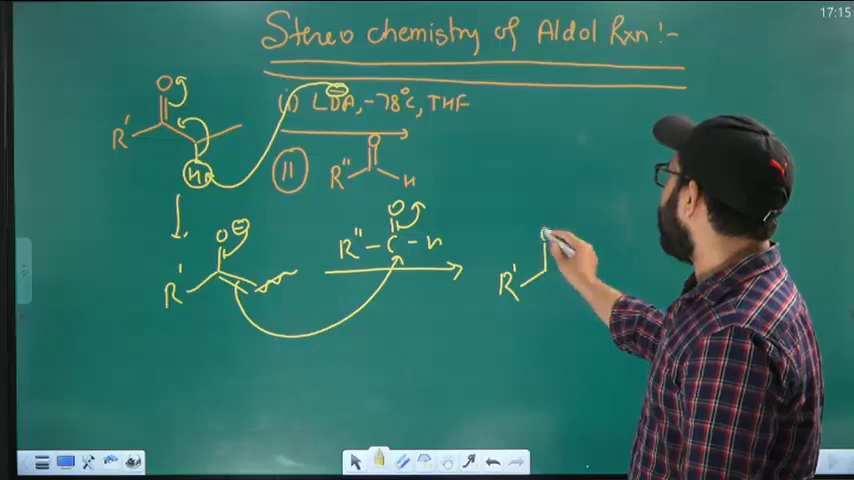 17:15
Stereo chemistry of Aldol Rxn :-
O
(i) LDA, -78°C, THF
R'
H
(ii)
O
R"
H
O⊖
R'
O
R" - C - H
O
R'